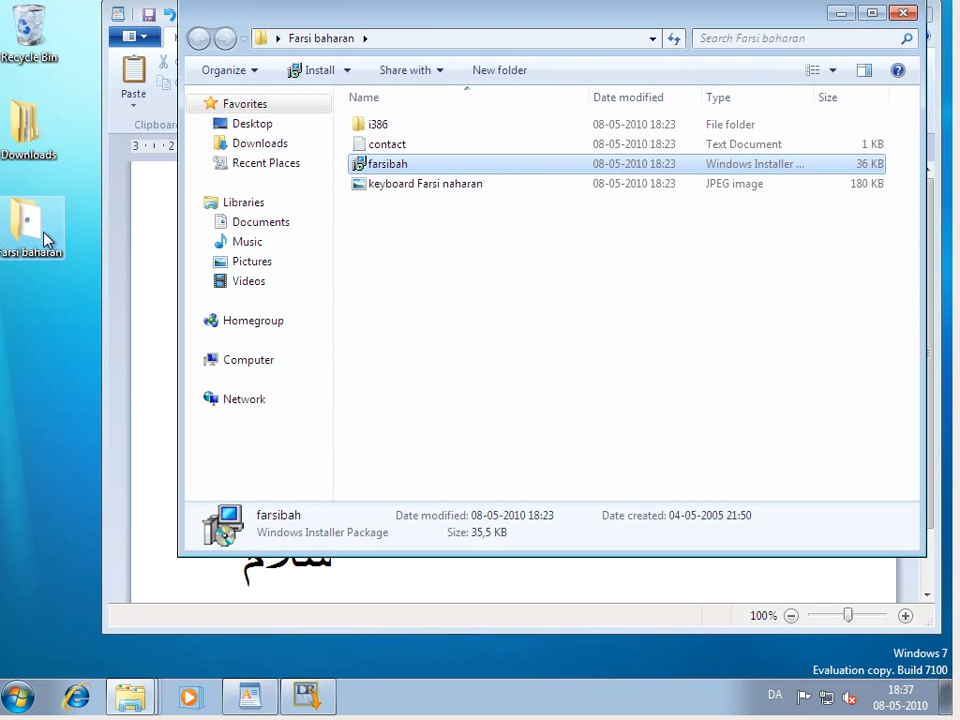 Recycle Bin
Downloads
Farsi baharan
Paste
Clipboard
3 · ı · 2
Farsi baharan
Search Farsi baharan
Organize Install Share with New folder
Name Date modified Type Size
i386 08-05-2010 18:23 File folder
contact 08-05-2010 18:23 Text Document 1 KB
farsibah 08-05-2010 18:23 Windows Installer ... 36 KB
keyboard Farsi naharan 08-05-2010 18:23 JPEG image 180 KB
Favorites
Desktop
Downloads
Recent Places
Libraries
Documents
Music
Pictures
Videos
Homegroup
Computer
Network
farsibah Date modified: 08-05-2010 18:23 Date created: 04-05-2005 21:50
Windows Installer Package Size: 35,5 KB
سلام
100%
Windows 7
Evaluation copy. Build 7100
DA
18:37
08-05-2010